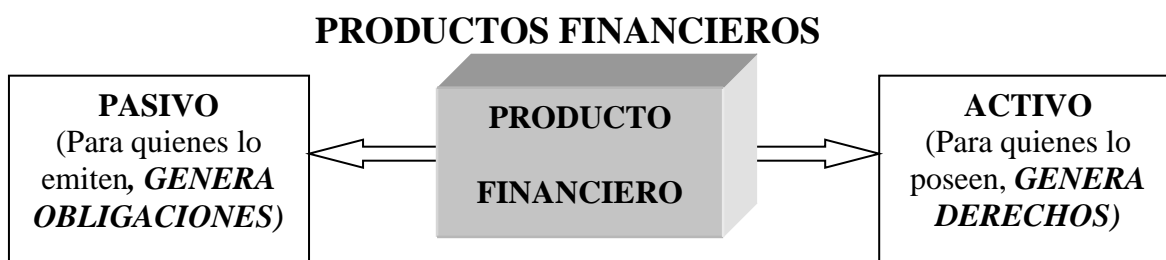 PRODUCTOS FINANCIEROS
PASIVO
(Para quienes lo
emiten, GENERA
OBLIGACIONES)
PRODUCTO
FINANCIERO
ACTIVO
(Para quienes lo
poseen, GENERA
DERECHOS)